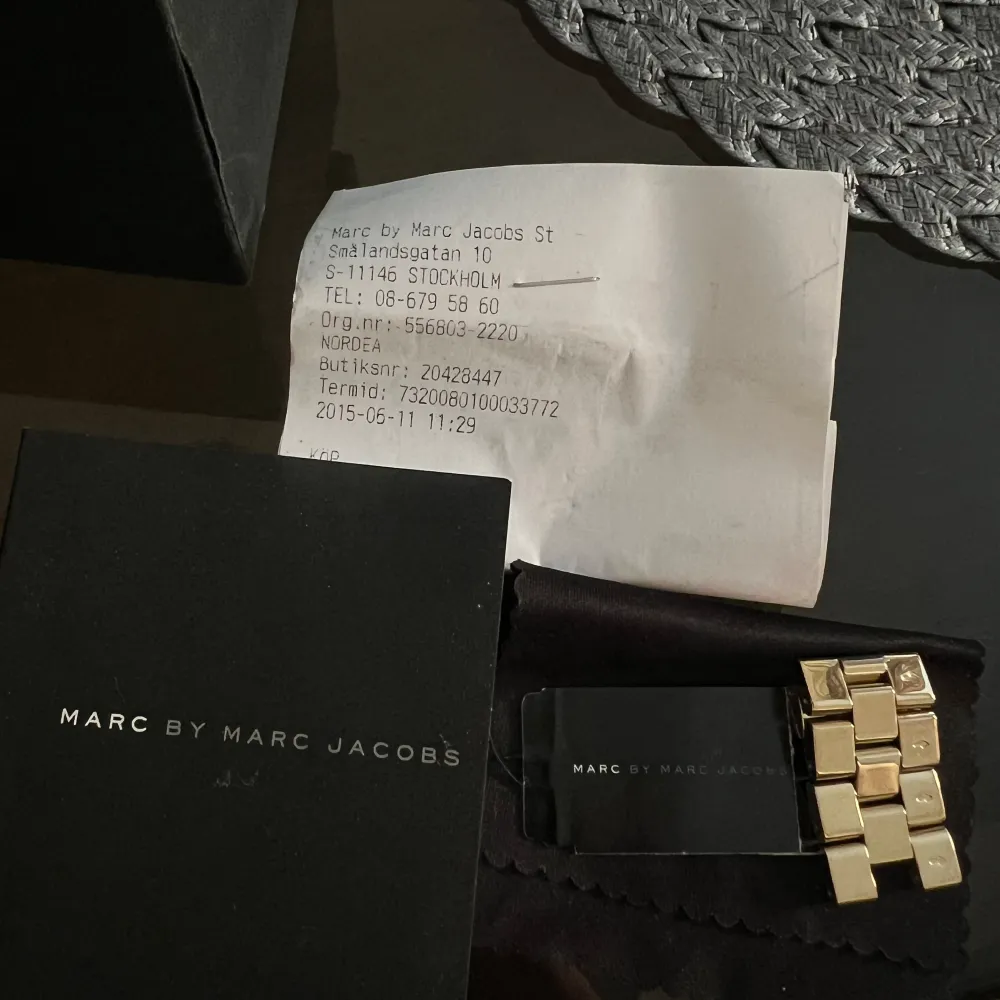 Marc by Marc Jacobs St
Smålandsgatan 10
S-11146 STOCKHOLM
TEL: 08-679 58 60
Org.nr: 556803-2220
NORDEA
Butiksnr: 20428447
Termid: 7320080100033772
2015-06-11 11:29
KÖP
MARC BY MARC JACOBS
MARC BY MARC JACOBS